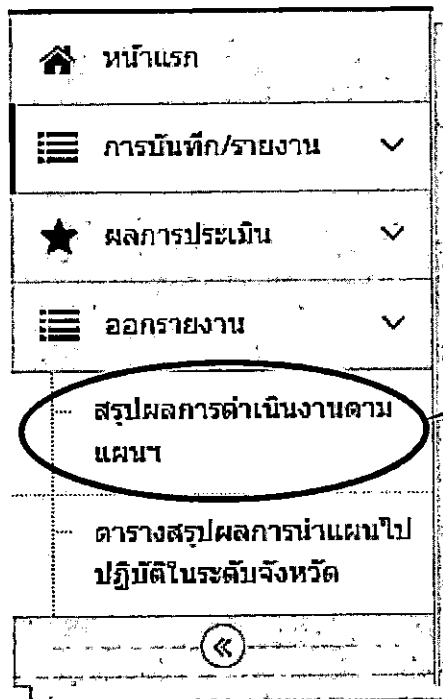 หน้าแรก
การบันทึก/รายงาน
ผลการประเมิน
ออกรายงาน
สรุปผลการดำเนินงานตาม
แผนฯ
ตารางสรุปผลการนำแผนไป
ปฏิบัติในระดับจังหวัด